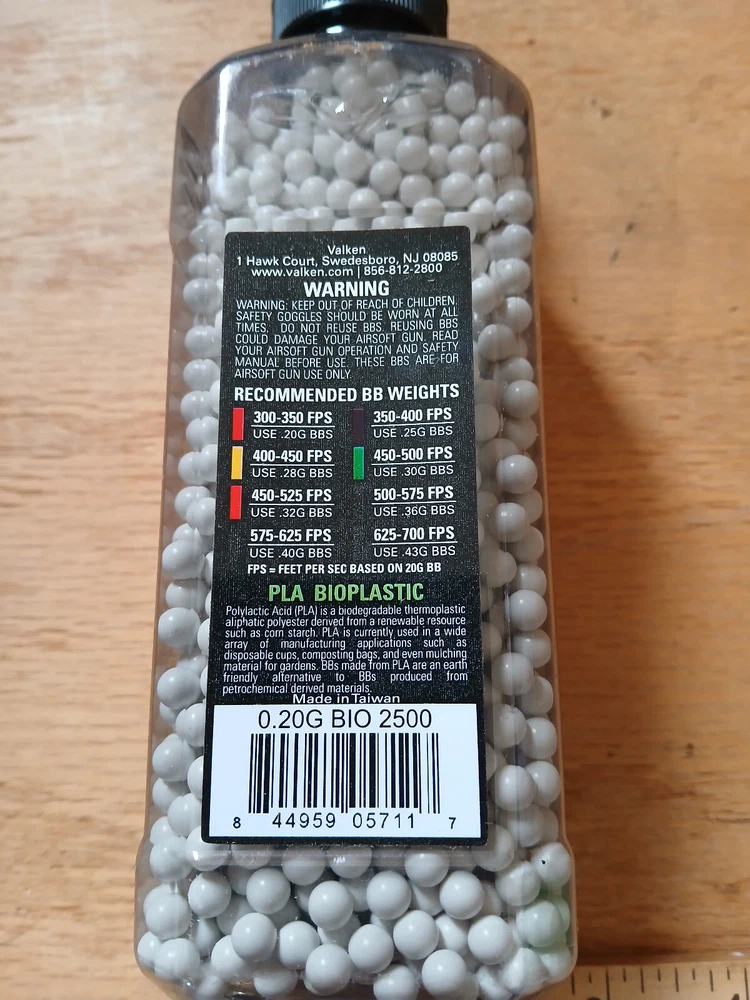 Valken
1 Hawk Court, Swedesboro, NJ 08085
www.valken.com | 856-812-2800
WARNING
WARNING: KEEP OUT OF REACH OF CHILDREN.
SAFETY GOGGLES SHOULD BE WORN AT ALL
TIMES. DO NOT REUSE BBS. REUSING BBS
COULD DAMAGE YOUR AIRSOFT GUN. READ
YOUR AIRSOFT GUN OPERATION AND SAFETY
MANUAL BEFORE USE. THESE BBS ARE FOR
AIRSOFT GUN USE ONLY.
RECOMMENDED BB WEIGHTS
300-350 FPS 350-400 FPS
USE .20G BBS USE .25G BBS
400-450 FPS 450-500 FPS
USE .28G BBS USE .30G BBS
450-525 FPS 500-575 FPS
USE .32G BBS USE .36G BBS
575-625 FPS 625-700 FPS
USE .40G BBS USE .43G BBS
FPS = FEET PER SEC BASED ON 20G BB
PLA BIOPLASTIC
Polylactic Acid (PLA) is a biodegradable thermoplastic
aliphatic polyester derived from a renewable resource
such as corn starch. PLA is currently used in a wide
array of manufacturing applications such as
disposable cups, composting bags, and even mulching
material for gardens. BBs made from PLA are an earth
friendly alternative to BBs produced from
petrochemical derived materials.
Made in Taiwan
0.20G BIO 2500
8 44959 05711 7